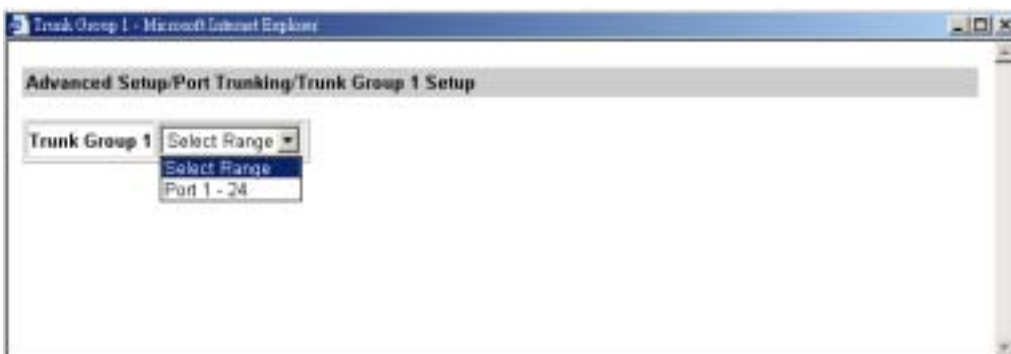 Trunk Group 1 - Microsoft Internet Explorer
Advanced Setup/Port Trunking/Trunk Group 1 Setup
Trunk Group 1 Select Range
Select Range
Port 1 - 24